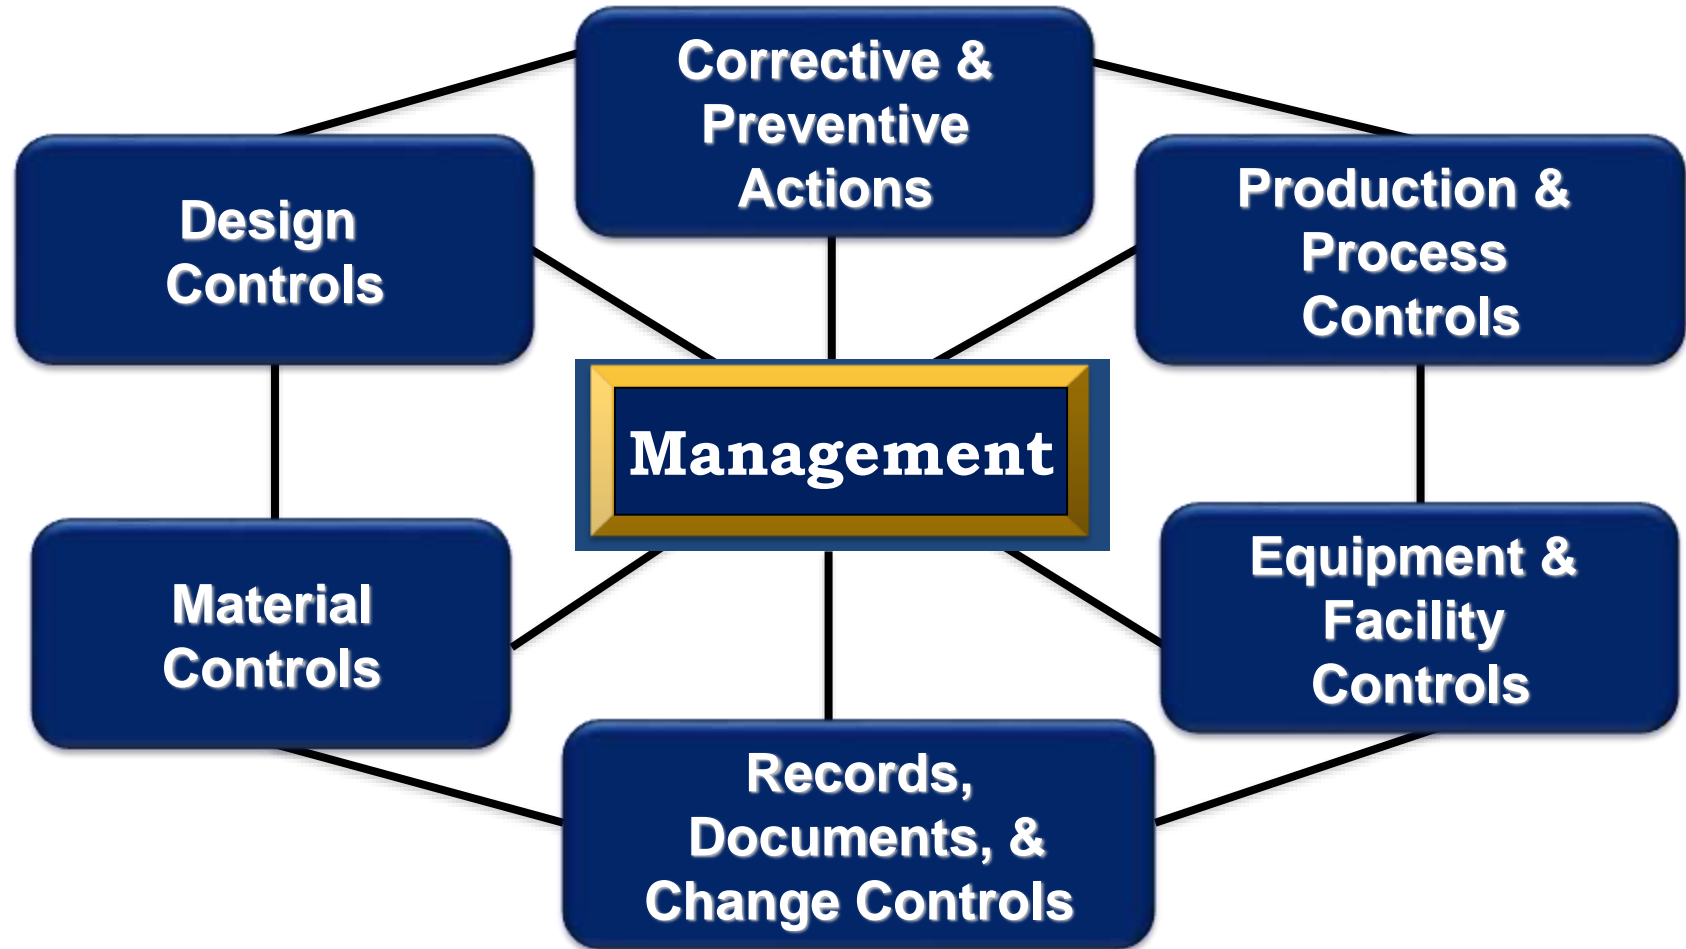 Corrective &
Preventive
Actions
Design
Controls
Production &
Process
Controls
Management
Material
Controls
Equipment &
Facility
Controls
Records,
Documents, &
Change Controls